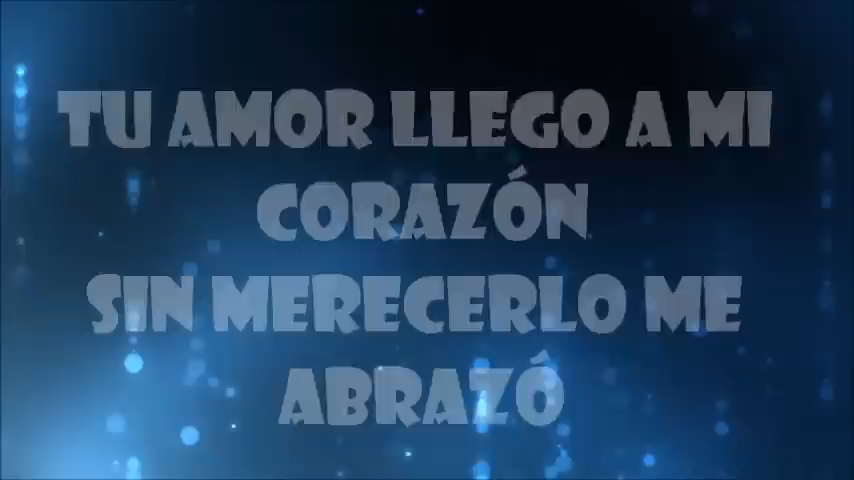 TU AMOR LLEGO A MI
CORAZÓN
SIN MERECERLO ME
ABRAZÓ